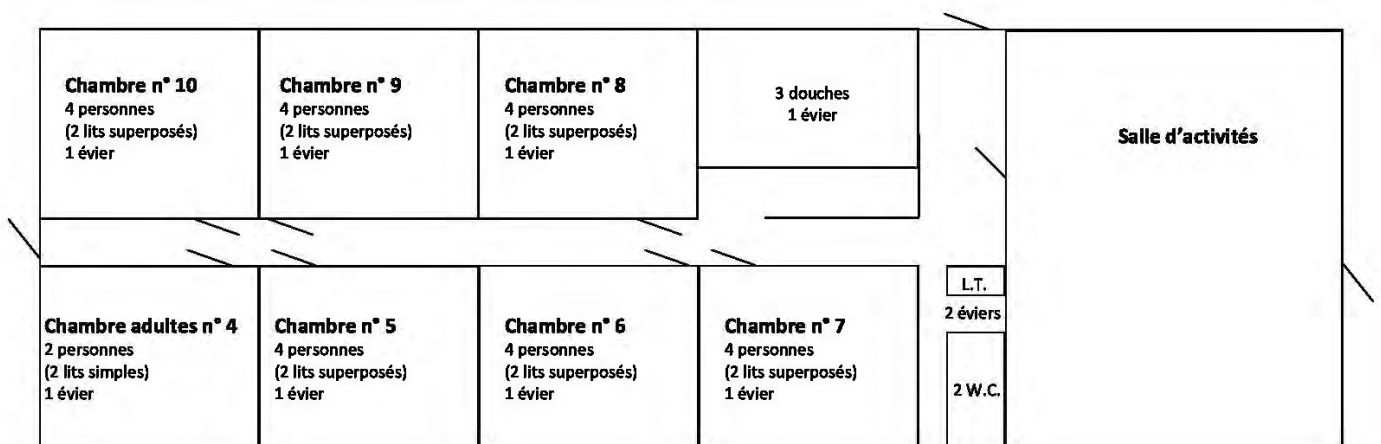 Chambre n° 10
4 personnes
(2 lits superposés)
1 évier
Chambre n° 9
4 personnes
(2 lits superposés)
1 évier
Chambre n° 8
4 personnes
(2 lits superposés)
1 évier
3 douches
1 évier
Salle d'activités
Chambre adultes n° 4
2 personnes
(2 lits simples)
1 évier
Chambre n° 5
4 personnes
(2 lits superposés)
1 évier
Chambre n° 6
4 personnes
(2 lits superposés)
1 évier
Chambre n° 7
4 personnes
(2 lits superposés)
1 évier
L.T.
2 éviers
2 W.C.